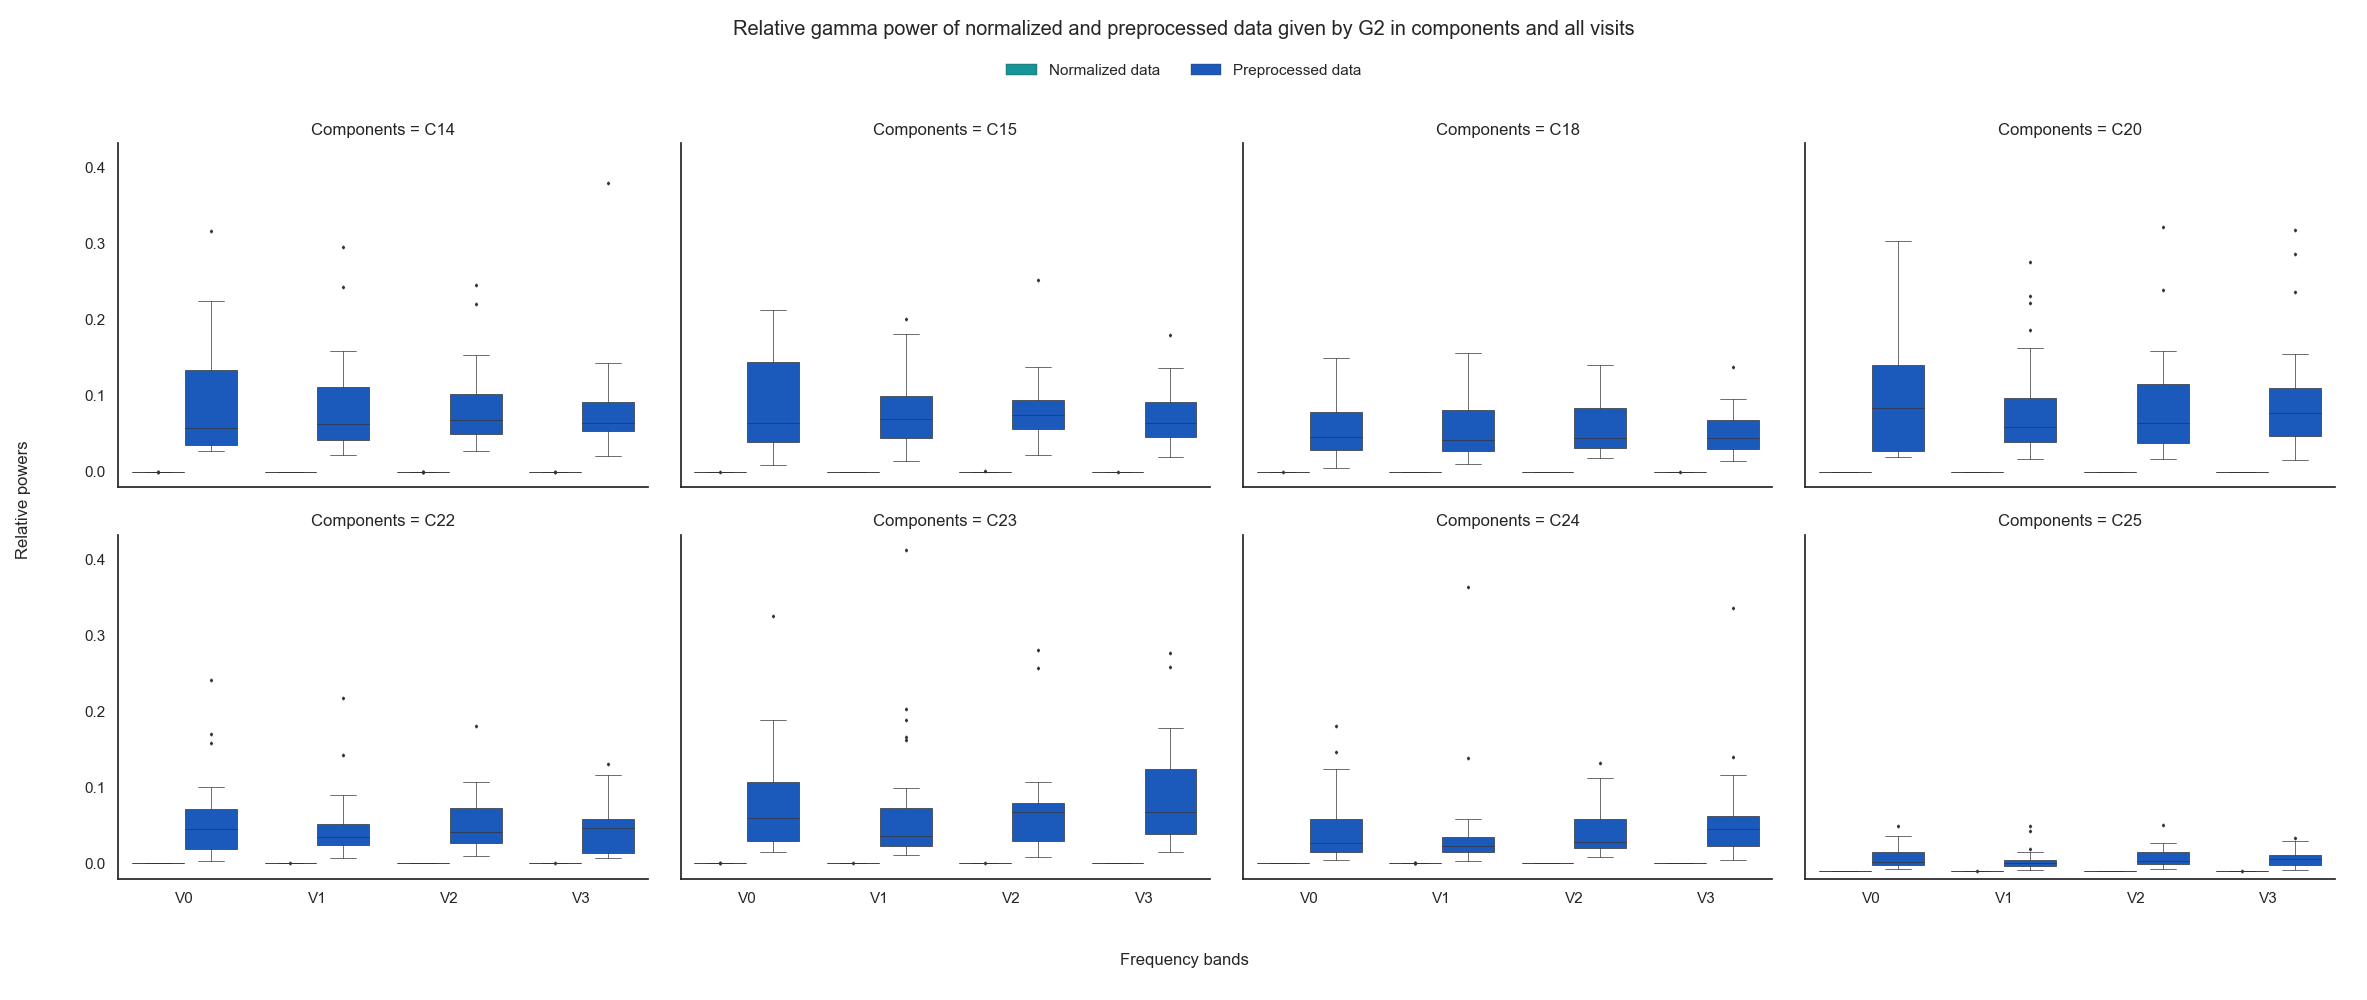 Relative gamma power of normalized and preprocessed data given by G2 in components and all visits
Normalized data Preprocessed data
Components = C14 Components = C15 Components = C18 Components = C20
0.4
0.3
0.2
0.1
0.0
Relative powers
Components = C22 Components = C23 Components = C24 Components = C25
0.4
0.3
0.2
0.1
0.0
V0 V1 V2 V3 V0 V1 V2 V3 V0 V1 V2 V3 V0 V1 V2 V3
Frequency bands